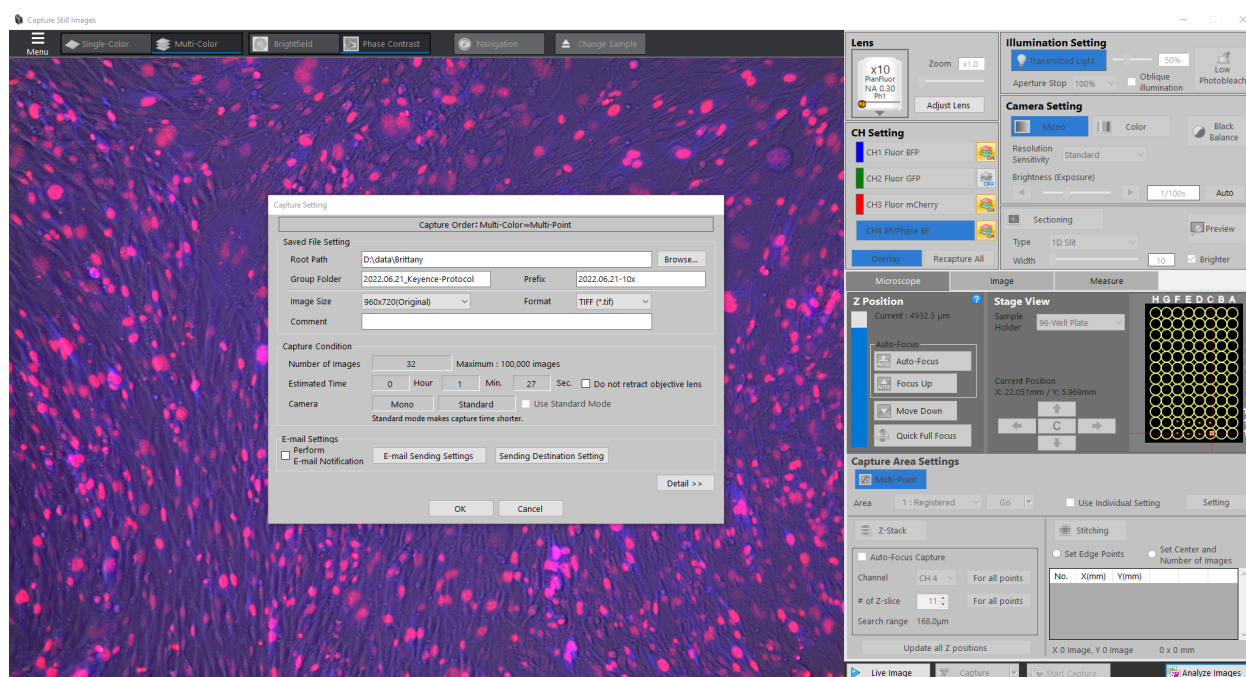 Capture Still Images
Menu
Single-Color
Multi-Color
Brightfield
Phase Contrast
Navigation
Change Sample
Capture Setting
Capture Order: Multi-Color⇒Multi-Point
Saved File Setting
Root Path D:\data\Brittany Browse...
Group Folder 2022.06.21_Keyence-Protocol Prefix 2022.06.21-10x
Image Size 960x720(Original) Format TIFF (*.tif)
Comment
Capture Condition
Number of Images 32 Maximum : 100,000 images
Estimated Time 0 Hour 1 Min. 27 Sec. Do not retract objective lens
Camera Mono Standard Use Standard Mode
Standard mode makes capture time shorter.
E-mail Settings
Perform
E-mail Notification
E-mail Sending Settings
Sending Destination Setting
Detail >>
OK Cancel
Lens
x10
PlanFluor
NA 0.30
Ph1
Zoom x1.0
Adjust Lens
Illumination Setting
Transmitted Light 50%
Low
Photobleach
Aperture Stop 100%
Oblique
illumination
CH Setting
CH1 Fluor BFP ON
CH2 Fluor GFP OFF
CH3 Fluor mCherry ON
CH4 BF/Phase BF ON
Overlay Recapture All
Camera Setting
Mono Color
Black
Balance
Resolution
Sensitivity
Standard
Brightness (Exposure)
1/100s Auto
Sectioning
Type 1D Slit
Preview
Width 10 Brighter
Microscope Image Measure
Z Position ?
Current : 4932.3 µm
Auto-Focus
Auto-Focus
Focus Up
Move Down
Quick Full Focus
Stage View
Sample
Holder
96-Well Plate
H G F E D C B A
Current Position
X: 22.051mm / Y: 5.969mm
C
Capture Area Settings
Multi-Point
Area 1 : Registered Go Use Individual Setting Setting
Z-Stack
Auto-Focus Capture
Channel CH 4 For all points
# of Z-slice 11 For all points
Search range 168.0µm
Update all Z positions
Stitching
Set Edge Points
Set Center and
Number of Images
No. X(mm) Y(mm)
X 0 Image, Y 0 Image 0 x 0 mm
Live Image Capture Start Capture Analyze Images